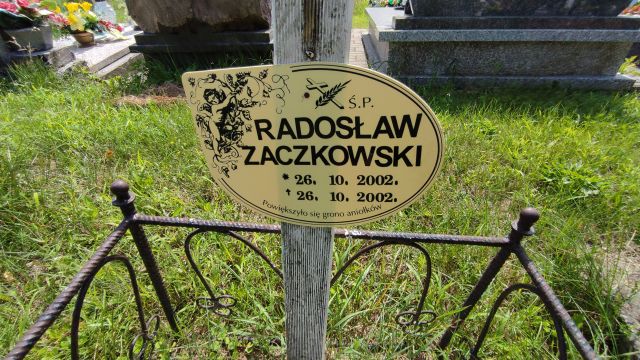 Ś.P.
RADOSŁAW
ZACZKOWSKI
* 26. 10. 2002.
† 26. 10. 2002.
Powiększyło się grono aniołków